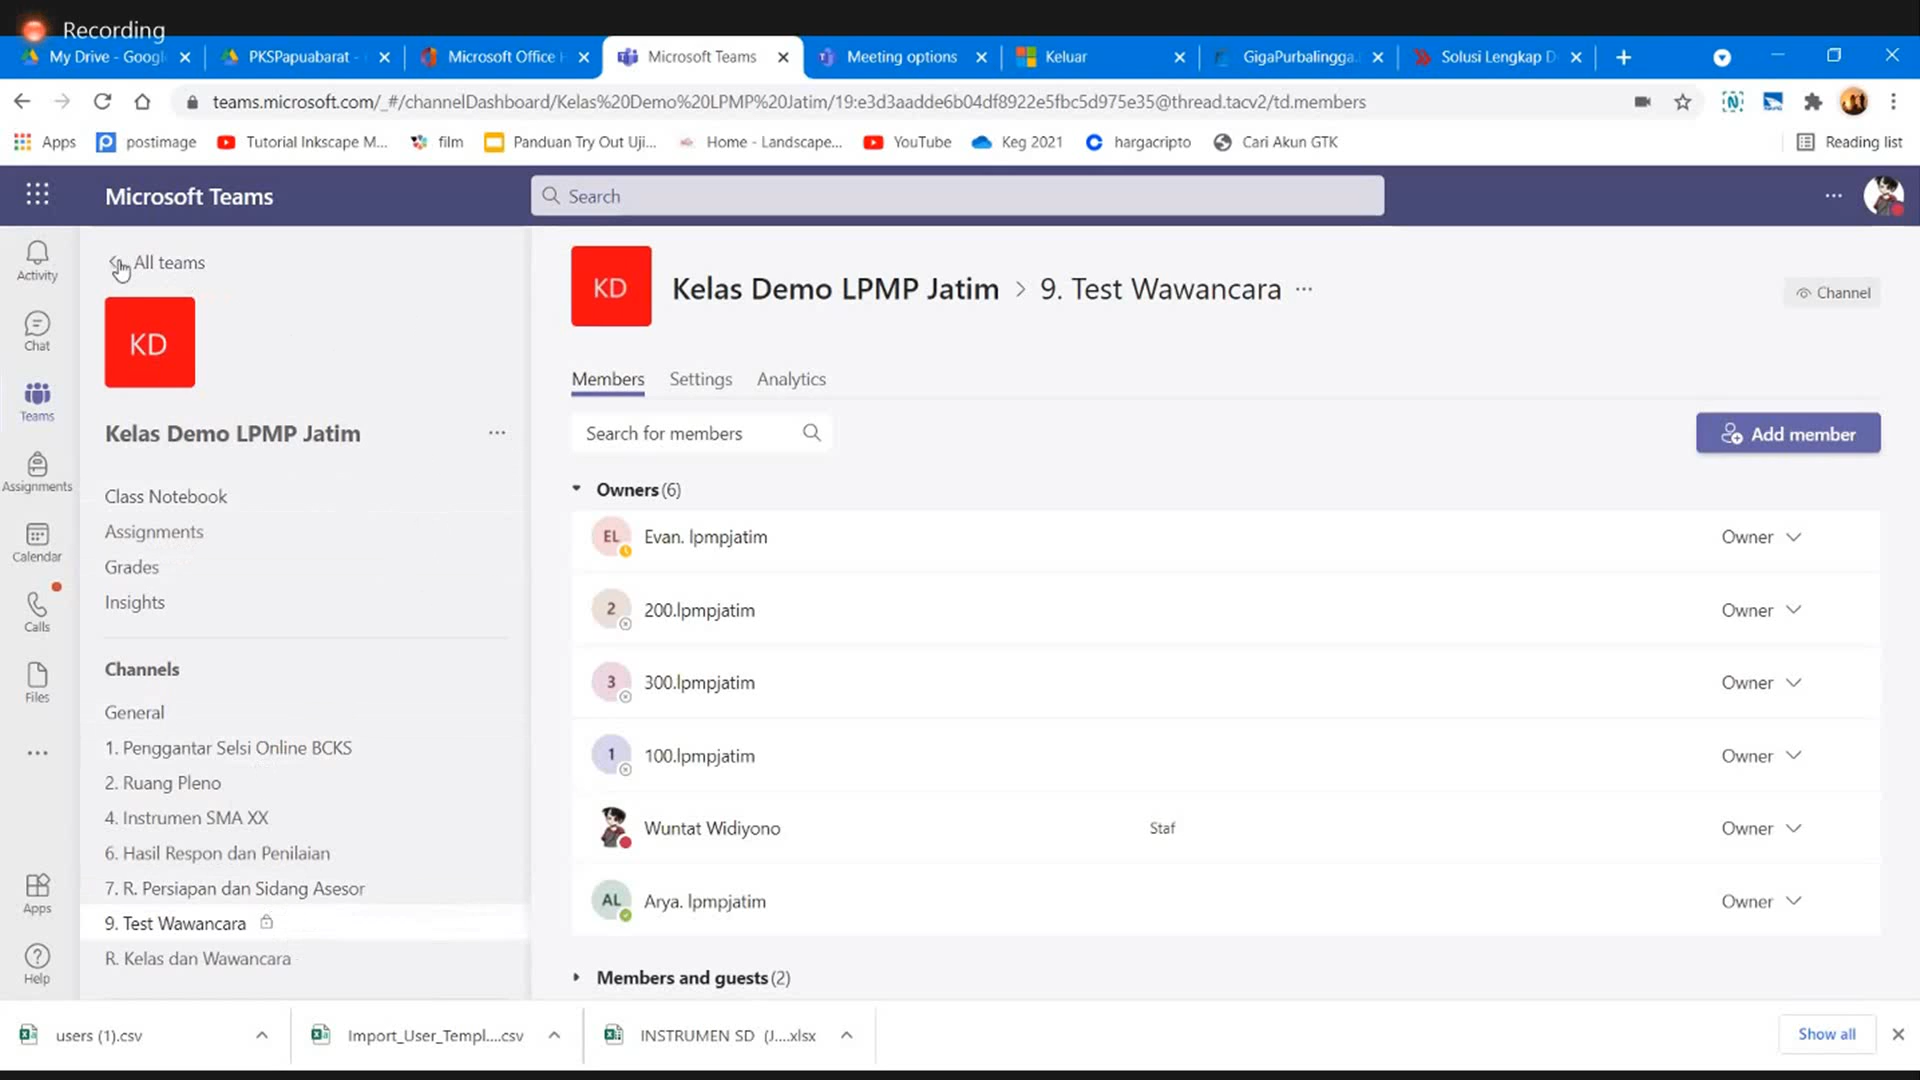 Recording
My Drive - Googl
PKSPapuabarat -
Microsoft Office H
Microsoft Teams
Meeting options
Keluar
GigaPurbalingga.
Solusi Lengkap D
teams.microsoft.com/_#/channelDashboard/Kelas%20Demo%20LPMP%20Jatim/19:e3d3aadde6b04df8922e5fbc5d975e35@thread.tacv2/td.members
Apps
postimage
Tutorial Inkscape M...
film
Panduan Try Out Uji...
Home - Landscape...
YouTube
Keg 2021
hargacripto
Cari Akun GTK
Reading list
Microsoft Teams
Search
Activity
Chat
Teams
Assignments
Calendar
Calls
Files
Apps
Help
All teams
KD
Kelas Demo LPMP Jatim
Class Notebook
Assignments
Grades
Insights
Channels
General
1. Penggantar Selsi Online BCKS
2. Ruang Pleno
4. Instrumen SMA XX
6. Hasil Respon dan Penilaian
7. R. Persiapan dan Sidang Asesor
9. Test Wawancara
R. Kelas dan Wawancara
KD
Kelas Demo LPMP Jatim > 9. Test Wawancara ...
Channel
Members
Settings
Analytics
Search for members
Add member
Owners (6)
EL Evan. lpmpjatim Owner
2 200.lpmpjatim Owner
3 300.lpmpjatim Owner
1 100.lpmpjatim Owner
Wuntat Widiyono Staf Owner
AL Arya. lpmpjatim Owner
Members and guests (2)
users (1).csv
Import_User_Templ....csv
INSTRUMEN SD (J....xlsx
Show all